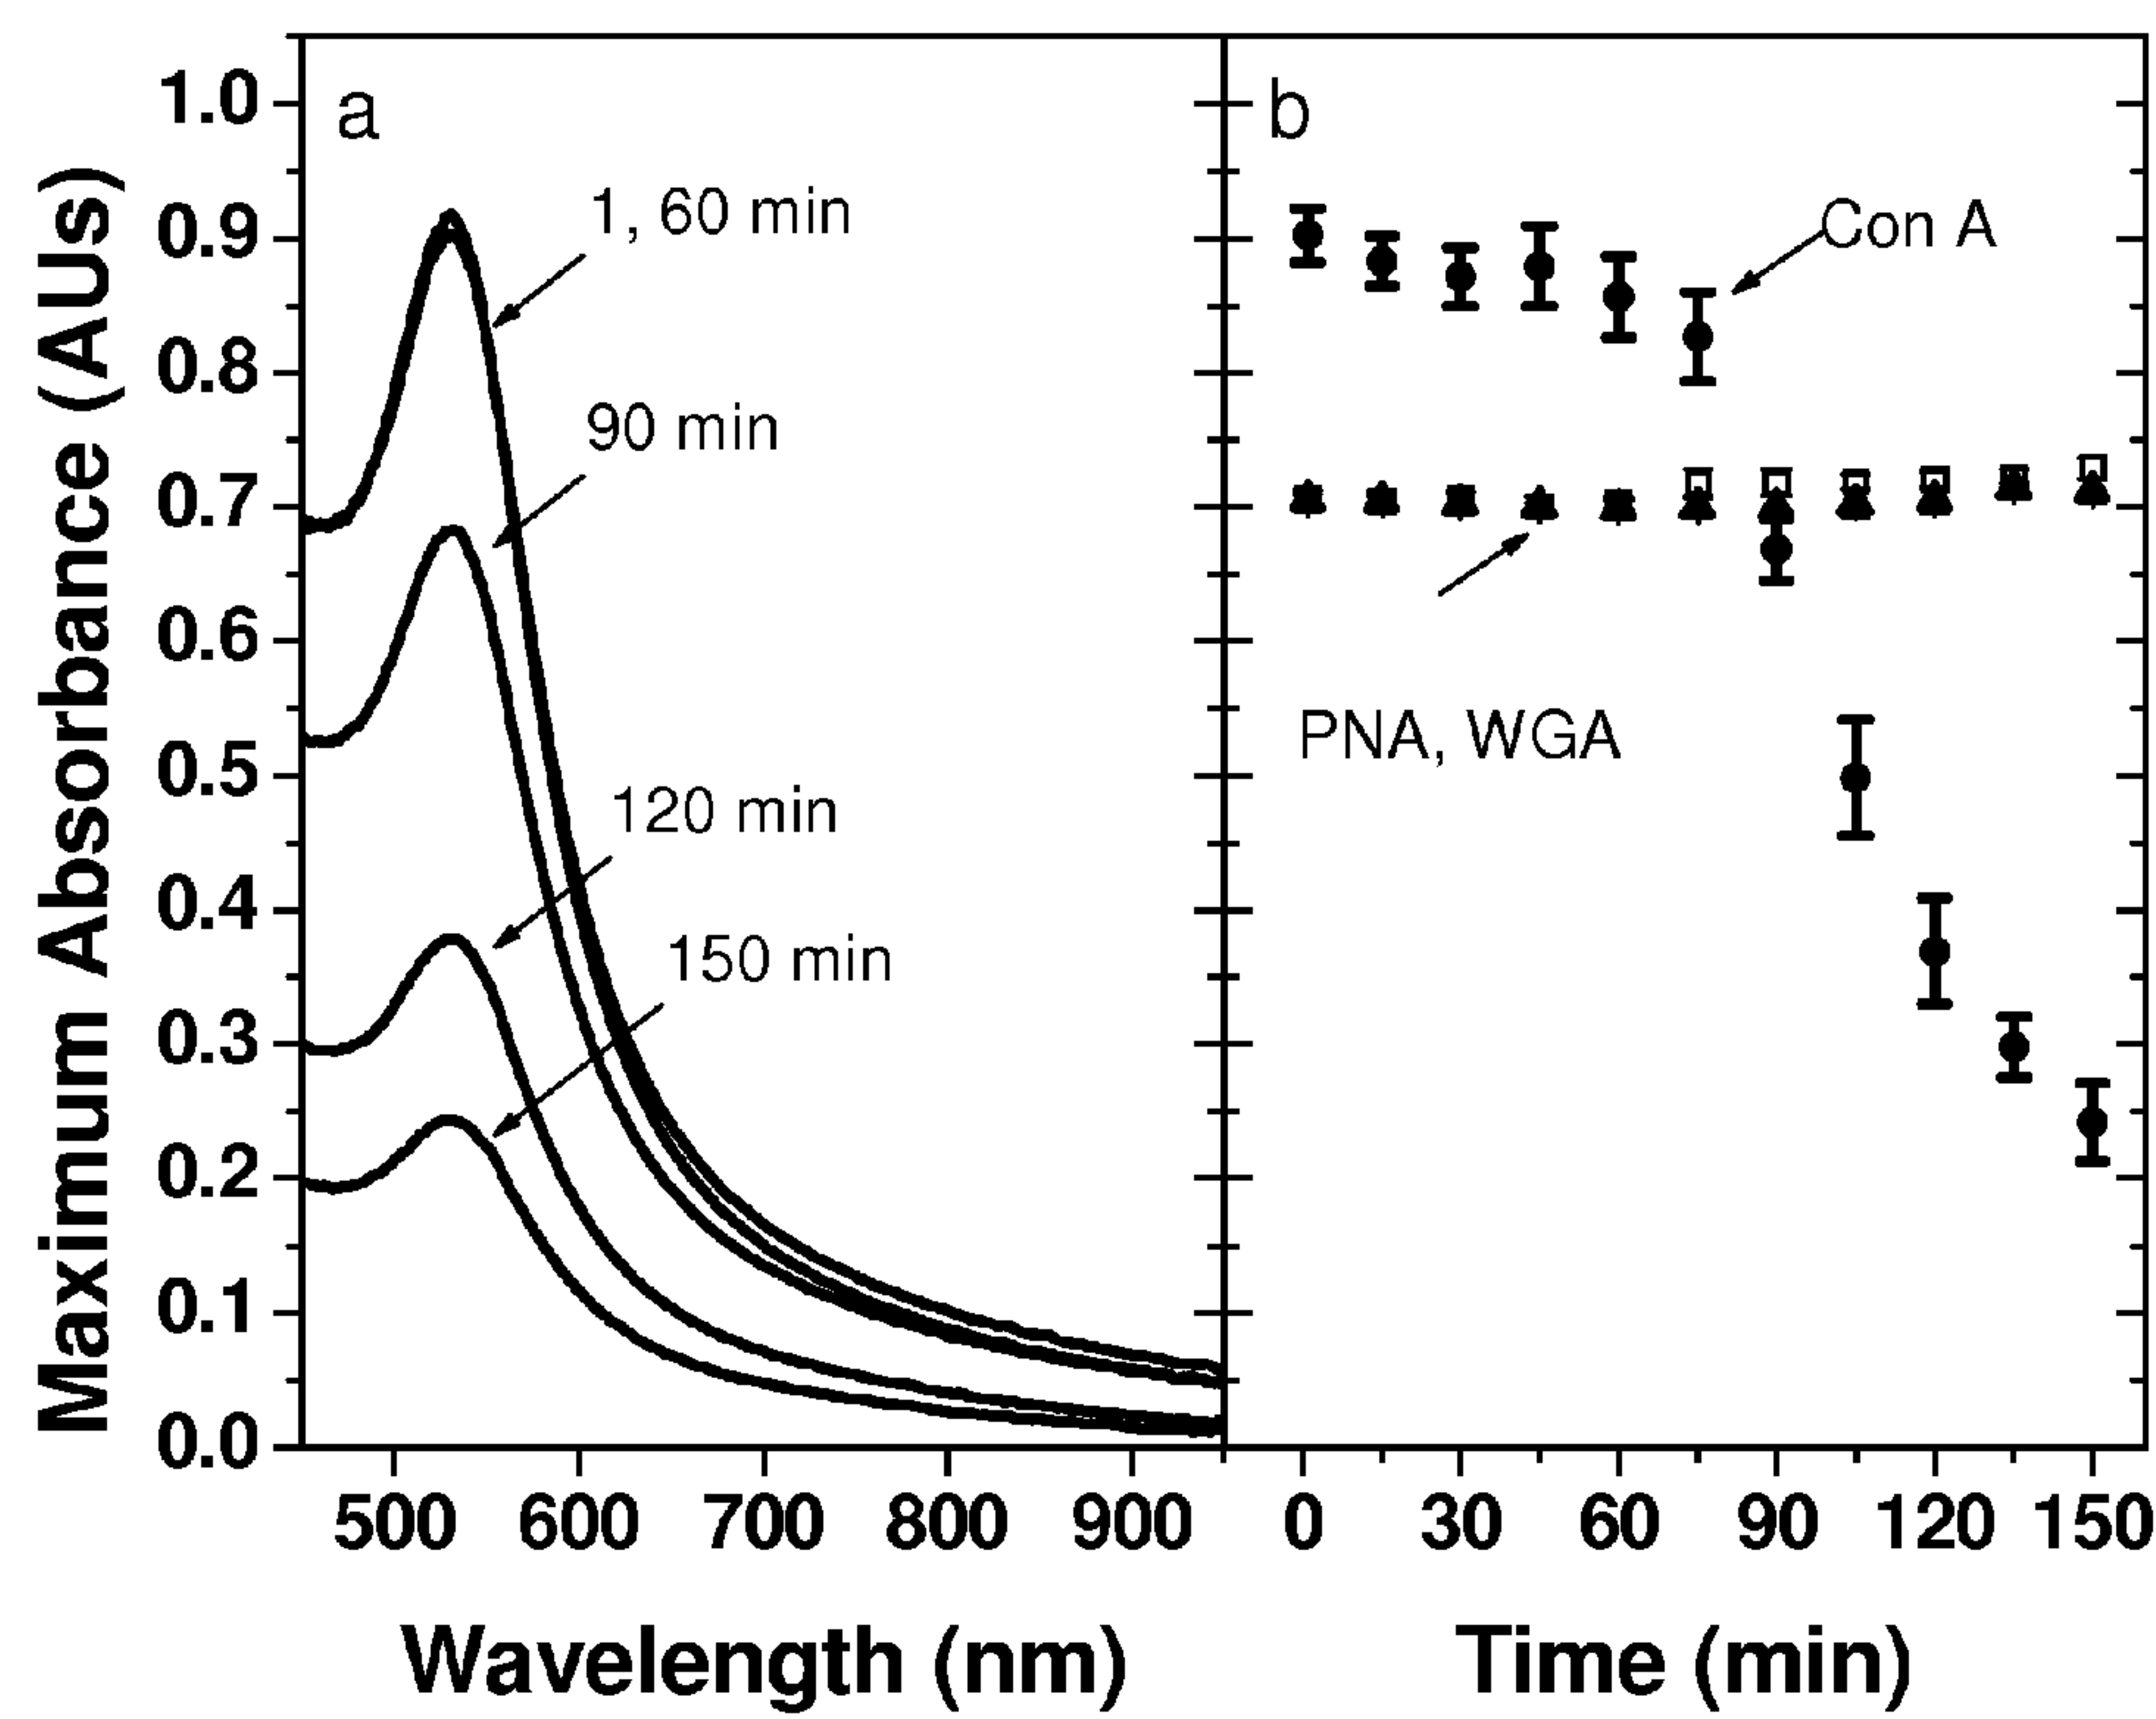 Maximum Absorbance (AUs)
1.0
0.9
0.8
0.7
0.6
0.5
0.4
0.3
0.2
0.1
0.0
a
1, 60 min
90 min
120 min
150 min
500 600 700 800 900
Wavelength (nm)
b
Con A
PNA, WGA
0 30 60 90 120 150
Time (min)